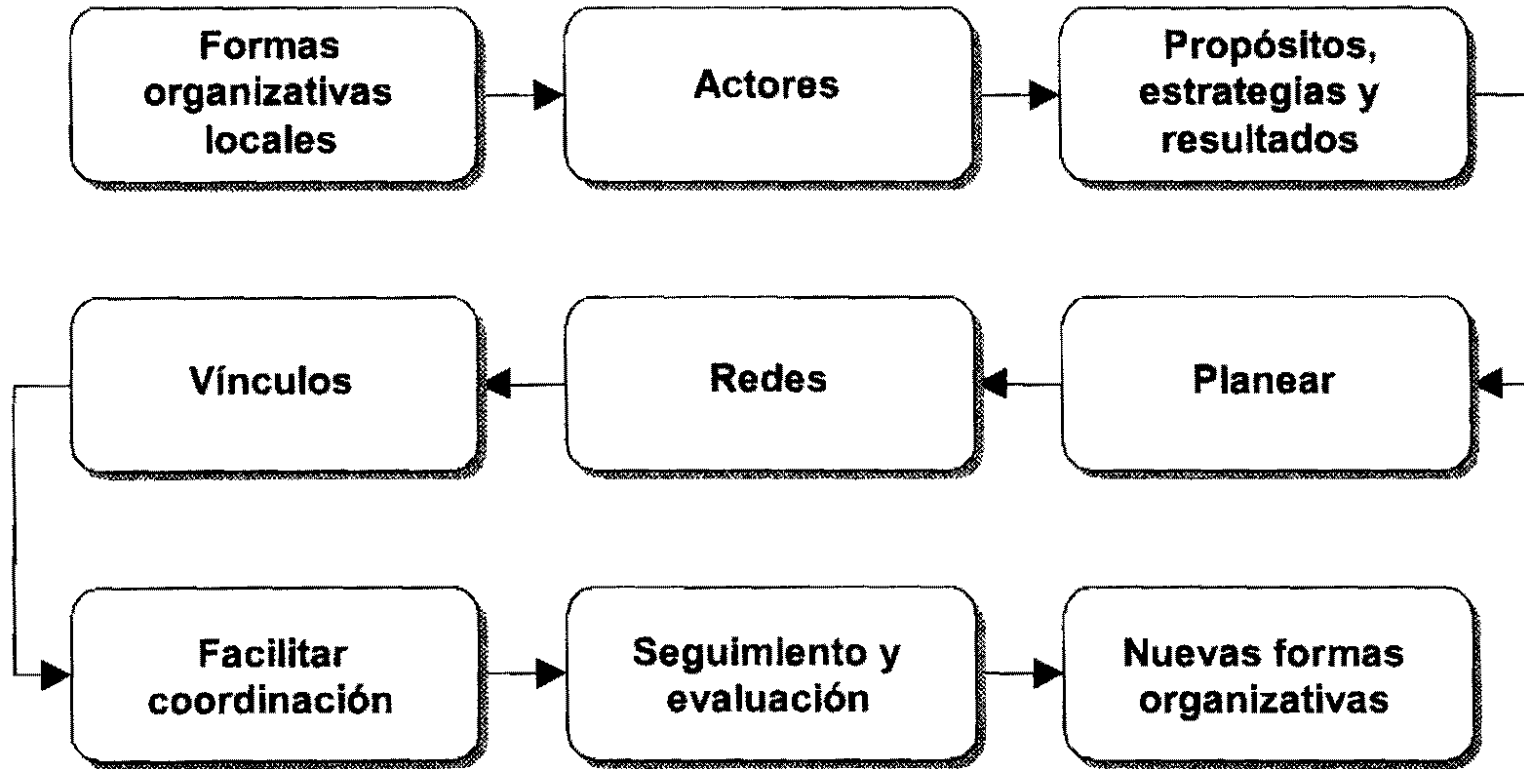 Formas
organizativas
locales
Actores
Propósitos,
estrategias y
resultados
Planear
Redes
Vínculos
Facilitar
coordinación
Seguimiento y
evaluación
Nuevas formas
organizativas